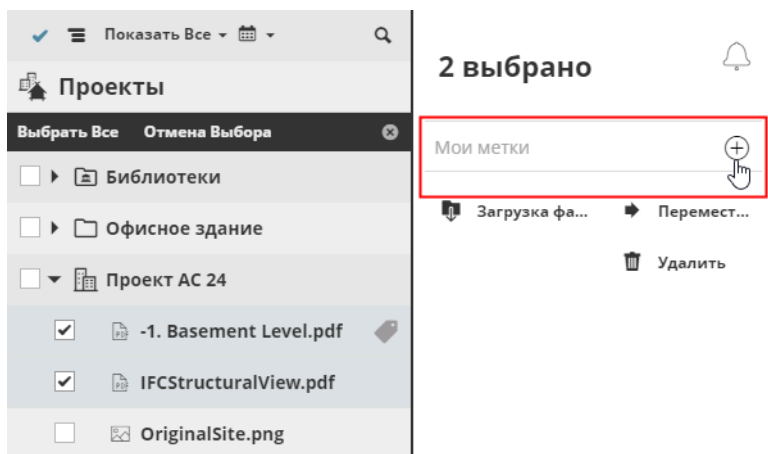 Показать Все
Проекты
Выбрать Все Отмена Выбора
Библиотеки
Офисное здание
Проект АС 24
-1. Basement Level.pdf
IFCStructuralView.pdf
OriginalSite.png
2 выбрано
Мои метки
Загрузка фа... Перемест...
Удалить